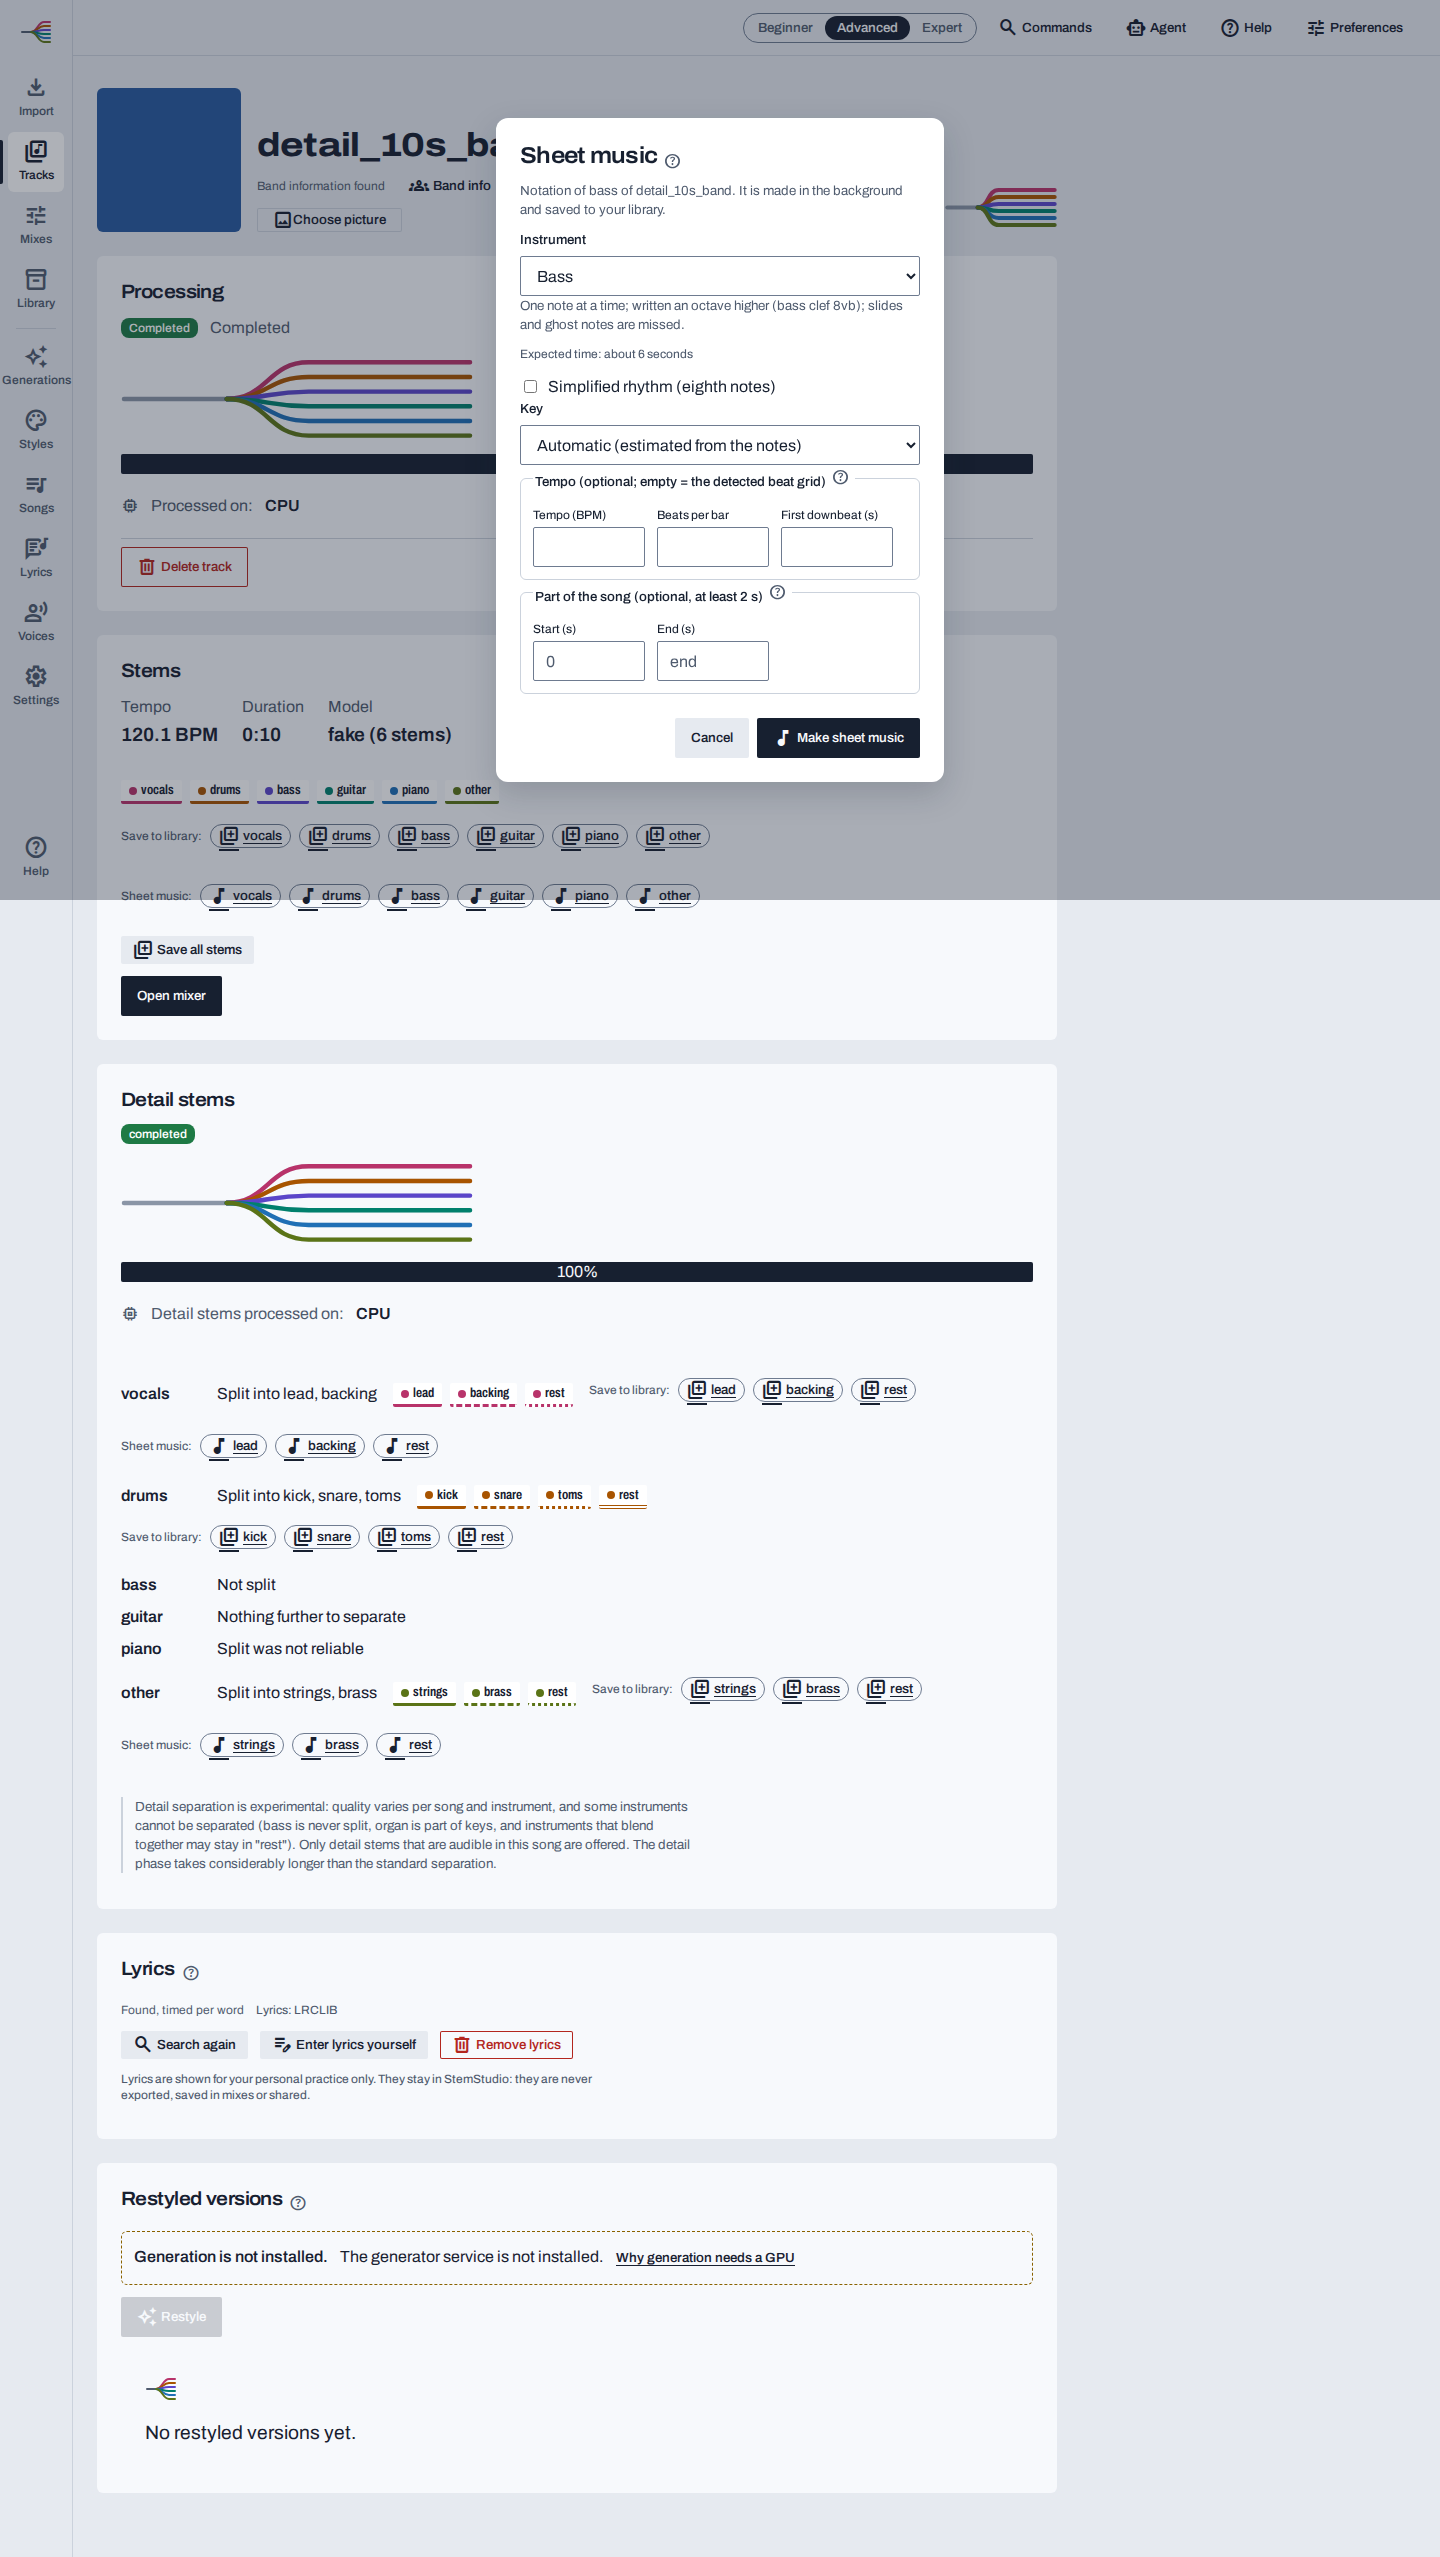 Beginner Advanced Expert Commands Agent Help Preferences
Import
Tracks
Mixes
Library
Generations
Styles
Songs
Lyrics
Voices
Settings
Help
detail_10s_ba
Band information found Band info
Choose picture
Processing
Completed Completed
Processed on: CPU
Delete track
Sheet music
Notation of bass of detail_10s_band. It is made in the background
and saved to your library.
Instrument
Bass
One note at a time; written an octave higher (bass clef 8vb); slides
and ghost notes are missed.
Expected time: about 6 seconds
Simplified rhythm (eighth notes)
Key
Automatic (estimated from the notes)
Tempo (optional; empty = the detected beat grid)
Tempo (BPM) Beats per bar First downbeat (s)
Part of the song (optional, at least 2 s)
Start (s) End (s)
0 end
Cancel Make sheet music
Stems
Tempo Duration Model
120.1 BPM 0:10 fake (6 stems)
vocals drums bass guitar piano other
Save to library: vocals drums bass guitar piano other
Sheet music: vocals drums bass guitar piano other
Save all stems
Open mixer
Detail stems
completed
100%
Detail stems processed on: CPU
vocals Split into lead, backing lead backing rest Save to library: lead backing rest
Sheet music: lead backing rest
drums Split into kick, snare, toms kick snare toms rest
Save to library: kick snare toms rest
bass Not split
guitar Nothing further to separate
piano Split was not reliable
other Split into strings, brass strings brass rest Save to library: strings brass rest
Sheet music: strings brass rest
Detail separation is experimental: quality varies per song and instrument, and some instruments
cannot be separated (bass is never split, organ is part of keys, and instruments that blend
together may stay in "rest"). Only detail stems that are audible in this song are offered. The detail
phase takes considerably longer than the standard separation.
Lyrics
Found, timed per word Lyrics: LRCLIB
Search again Enter lyrics yourself Remove lyrics
Lyrics are shown for your personal practice only. They stay in StemStudio: they are never
exported, saved in mixes or shared.
Restyled versions
Generation is not installed. The generator service is not installed. Why generation needs a GPU
Restyle
No restyled versions yet.